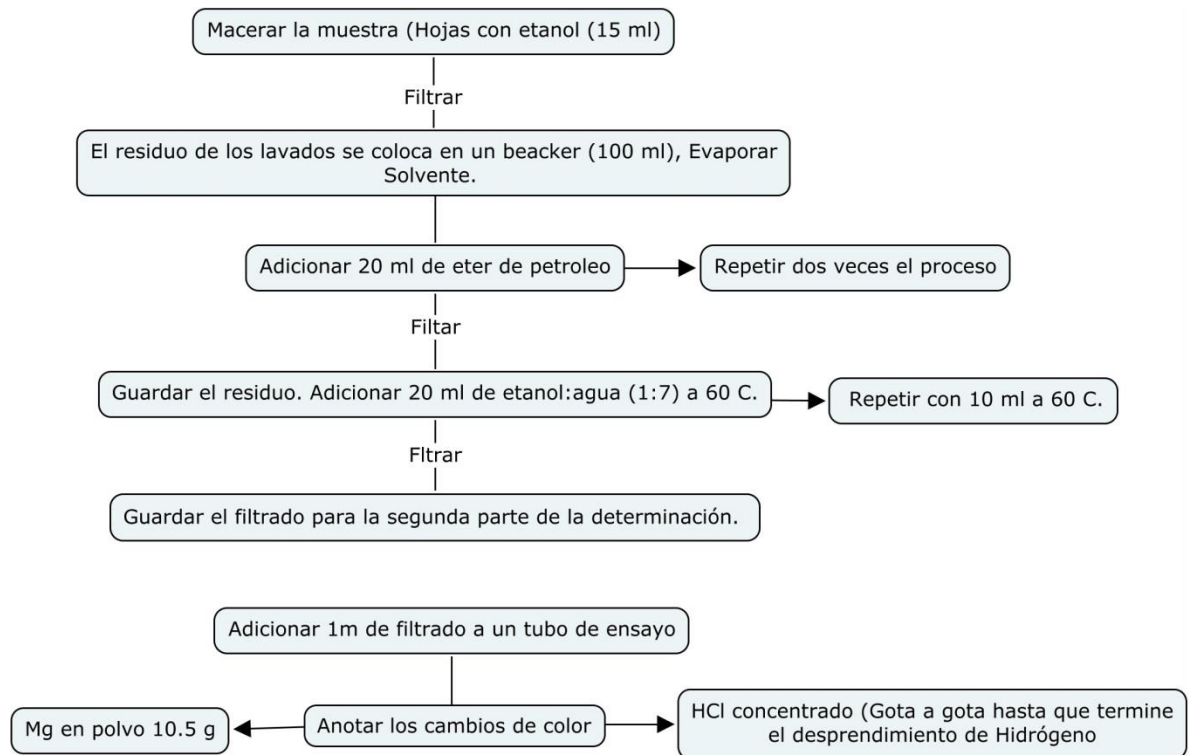 Macerar la muestra (Hojas con etanol (15 ml)
Filtrar
El residuo de los lavados se coloca en un beacker (100 ml), Evaporar
Solvente.
Adicionar 20 ml de eter de petroleo
Repetir dos veces el proceso
Filtar
Guardar el residuo. Adicionar 20 ml de etanol:agua (1:7) a 60 C.
Repetir con 10 ml a 60 C.
Fltrar
Guardar el filtrado para la segunda parte de la determinación.
Adicionar 1m de filtrado a un tubo de ensayo
Mg en polvo 10.5 g
Anotar los cambios de color
HCl concentrado (Gota a gota hasta que termine
el desprendimiento de Hidrógeno